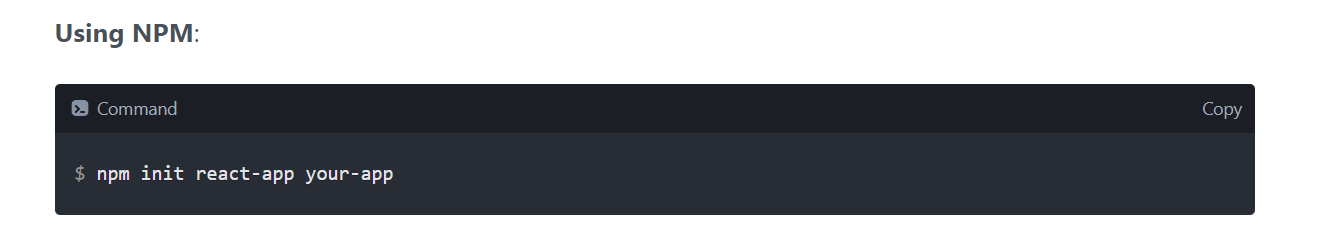 Using NPM:
Command
Copy
$ npm init react-app your-app